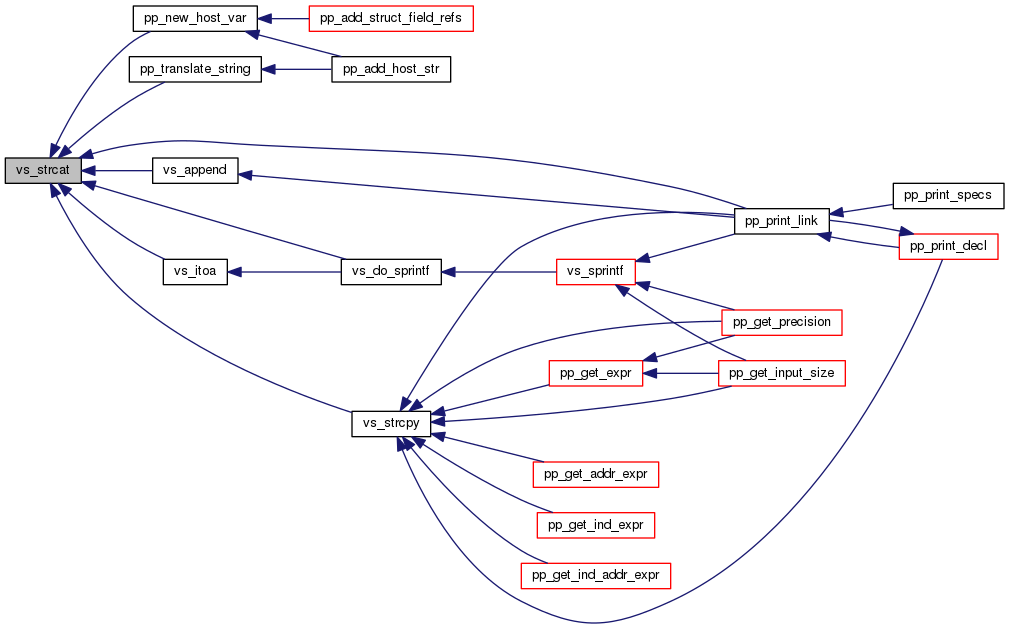 pp_new_host_var
pp_add_struct_field_refs
pp_translate_string
pp_add_host_str
vs_strcat
vs_append
pp_print_specs
pp_print_link
pp_print_decl
vs_itoa
vs_do_sprintf
vs_sprintf
pp_get_precision
pp_get_expr
pp_get_input_size
vs_strcpy
pp_get_addr_expr
pp_get_ind_expr
pp_get_ind_addr_expr